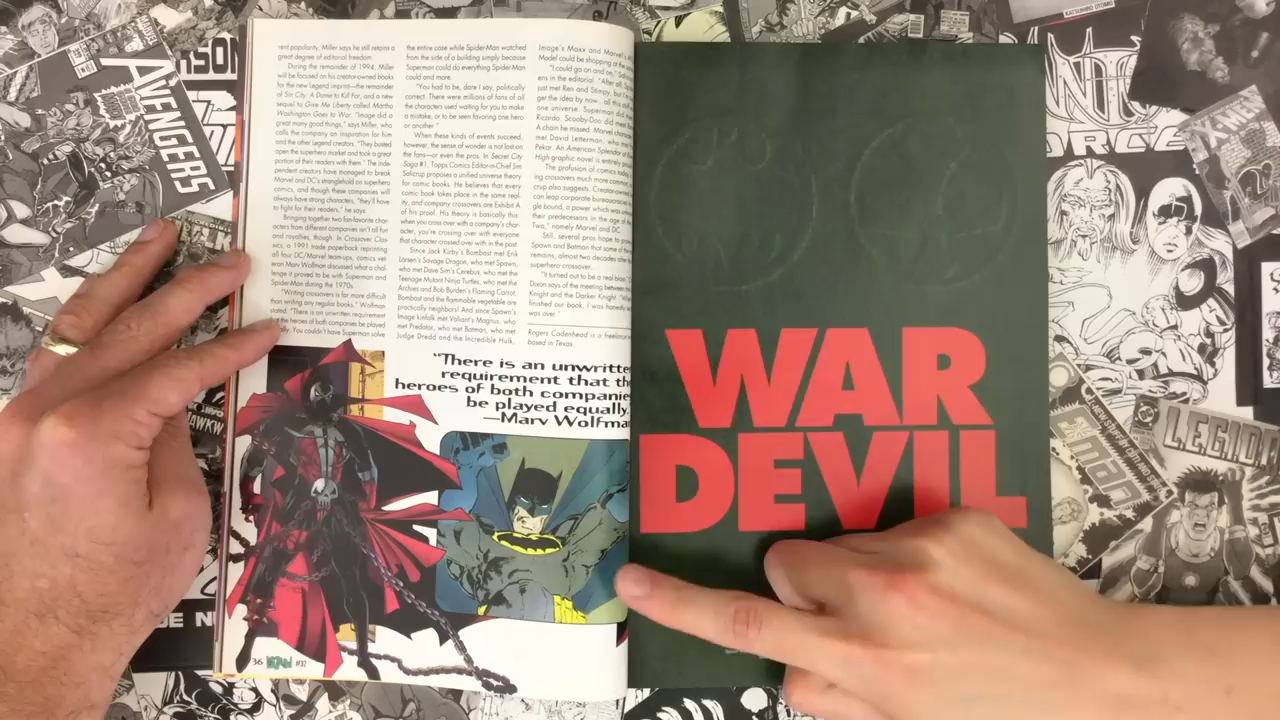 rent popularity, Miller says he still retains a
great degree of editorial freedom.
During the remainder of 1994, Miller
will be focused on his creator-owned books
for the new Legend imprint—the remainder
of Sin City: A Dame to Kill For, and a new
sequel to Give Me Liberty called Martha
Washington Goes to War. "Image did a
great many good things," says Miller, who
calls the company an inspiration for him
and the other Legend creators. "They busted
open the superhero market and took a great
portion of their readers with them." The inde-
pendent creators have managed to break
Marvel and DC's stranglehold on superhero
comics, and though these companies will
always have strong characters, "they'll have
to fight for their readers," he says.
Bringing together two fan-favorite char-
acters from different companies isn't all fun
and royalties, though. In Crossover Clas-
sics, a 1991 trade paperback reprinting
all four DC/Marvel team-ups, comics vet-
eran Marv Wolfman discussed what a chal-
lenge it proved to be with Superman and
Spider-Man during the 1970s.
"Writing crossovers is far more difficult
than writing any regular books," Wolfman
stated. "There is an unwritten requirement
the heroes of both companies be played
You couldn't have Superman solve
the entire case while Spider-Man watched
from the side of a building simply because
Superman could do everything Spider-Man
could and more.
"You had to be, dare I say, politically
correct. There were millions of fans of all
the characters used waiting for you to make
a mistake, or to be seen favoring one hero
or another."
When these kinds of events succeed,
however, the sense of wonder is not lost on
the fans—or even the pros. In Secret City
Saga #1, Topps Comics Editor-in-Chief Jim
Salicrup proposes a unified universe theory
for comic books. He believes that every
comic book takes place in the same real-
ity, and company crossovers are Exhibit A
of his proof. His theory is basically this:
when you cross over with a company's char-
acter, you're crossing over with everyone
that character crossed over with in the past.
Since Jack Kirby's Bombast met Erik
Larsen's Savage Dragon, who met Spawn,
who met Dave Sim's Cerebus, who met the
Teenage Mutant Ninja Turtles, who met the
Archies and Bob Burden's Flaming Carrot,
Bombast and the flammable vegetable are
practically neighbors! And since Spawn's
Image kinfolk met Valiant's Magnus, who
met Predator, who met Batman, who met
Judge Dredd and the Incredible Hulk,
Image's Maxx and Marvel's
Model could be shopping at the
"I could go on and on," 
ens in the editorial. "After all,
just met Ren and Stimpy, but
get the idea by now all this
one universe. Superman did
Ricardo. Scooby-Doo did meet
A chain he missed: Marvel
met David Letterman, who
Pekar. An American Splendor
High graphic novel is entirely
The profusion of comics today
ing crossovers much more
crup also suggests. Creator-owned
can leap corporate bureaucracies
gle bound, a power which was
their predecessors in the age of
Two," namely Marvel and DC.
Still, several pros hope to
Spawn and Batman that some of the
remains, almost two decades after
superhero crossover.
"It turned out to be a real
Dixon says of the meeting between
Knight and the Darker Knight.
finished our book, I was honestly
was over."
Rogers Cadenhead is a freelance
based in Texas.
"There is an unwritten
requirement that the
heroes of both companies
be played equally.
—Marv Wolfman
36 Wizard #32
WAR
DEVIL
AVENGERS
KATSUHIRO OTOMO
LEGION